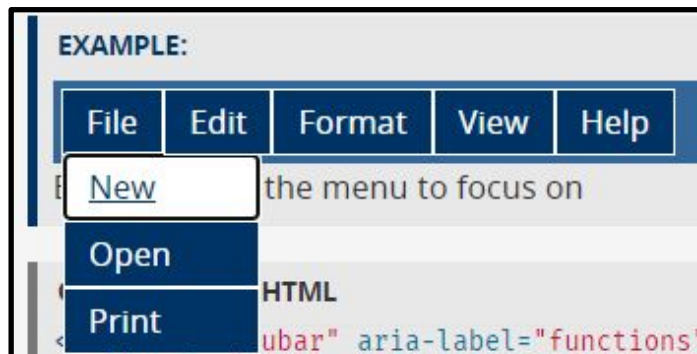 EXAMPLE:
File Edit Format View Help
New the menu to focus on
Open
HTML
Print ubar" aria-label="functions"